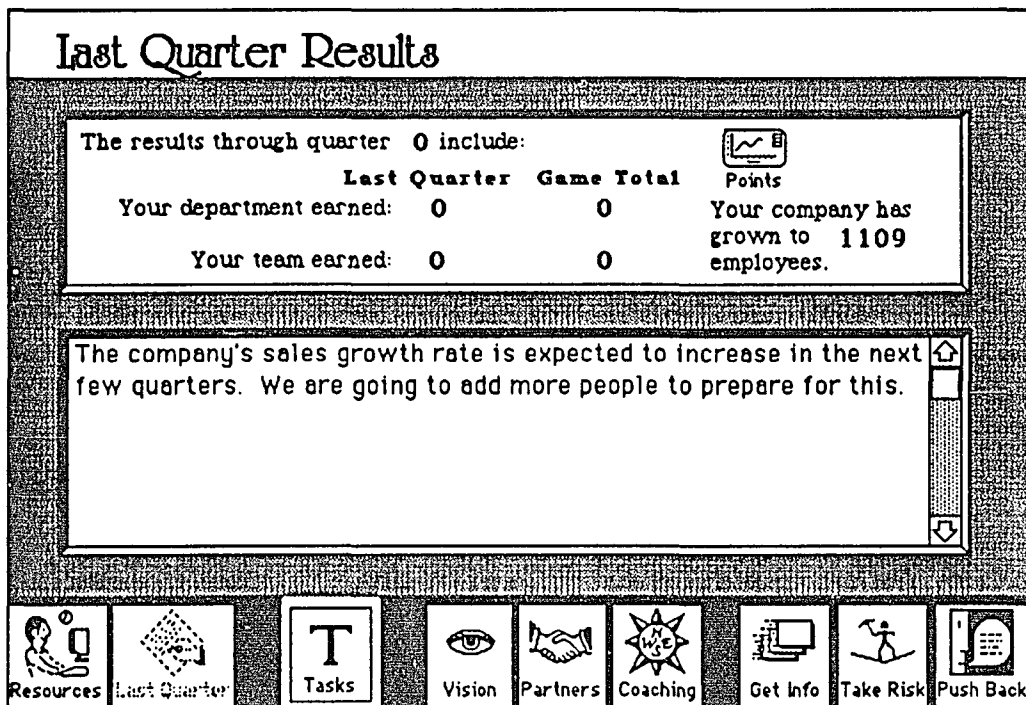 Last Quarter Results
The results through quarter 0 include:
Last Quarter Game Total
Your department earned: 0 0
Your team earned: 0 0
Points
Your company has
grown to 1109
employees.
The company's sales growth rate is expected to increase in the next
few quarters. We are going to add more people to prepare for this.
Resources
Last Quarter
T
Tasks
Vision
Partners
N
W E
S
Coaching
Get Info
Take Risk
Push Back